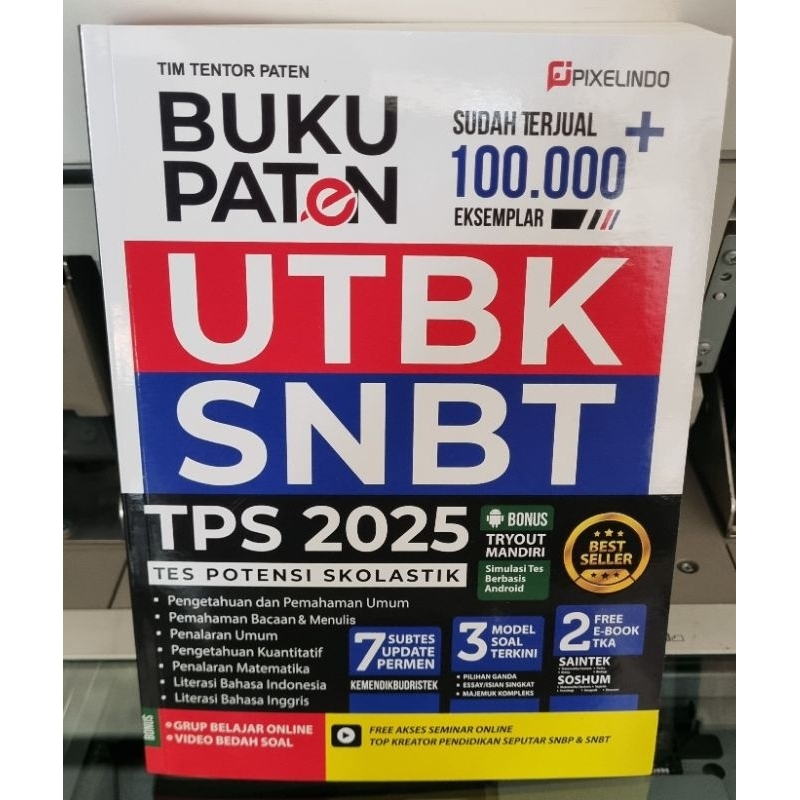 TIM TENTOR PATEN
PIXELINDO
BUKU
PATeN
SUDAH TERJUAL
100.000+
EKSEMPLAR
UTBK
SNBT
TPS 2025
TES POTENSI SKOLASTIK
• Pengetahuan dan Pemahaman Umum
• Pemahaman Bacaan & Menulis
• Penalaran Umum
• Pengetahuan Kuantitatif
• Penalaran Matematika
• Literasi Bahasa Indonesia
• Literasi Bahasa Inggris
BONUS
TRYOUT
MANDIRI
Simulasi Tes
Berbasis
Android
BEST
SELLER
7 SUBTES
UPDATE
PERMEN
KEMENDIKBUDRISTEK
3 MODEL
SOAL
TERKINI
• PILIHAN GANDA
• ESSAY/ISIAN SINGKAT
• MAJEMUK KOMPLEKS
2 FREE
E-BOOK
TKA
SAINTEK
SOSHUM
BONUS
• GRUP BELAJAR ONLINE
• VIDEO BEDAH SOAL
FREE AKSES SEMINAR ONLINE
TOP KREATOR PENDIDIKAN SEPUTAR SNBP & SNBT